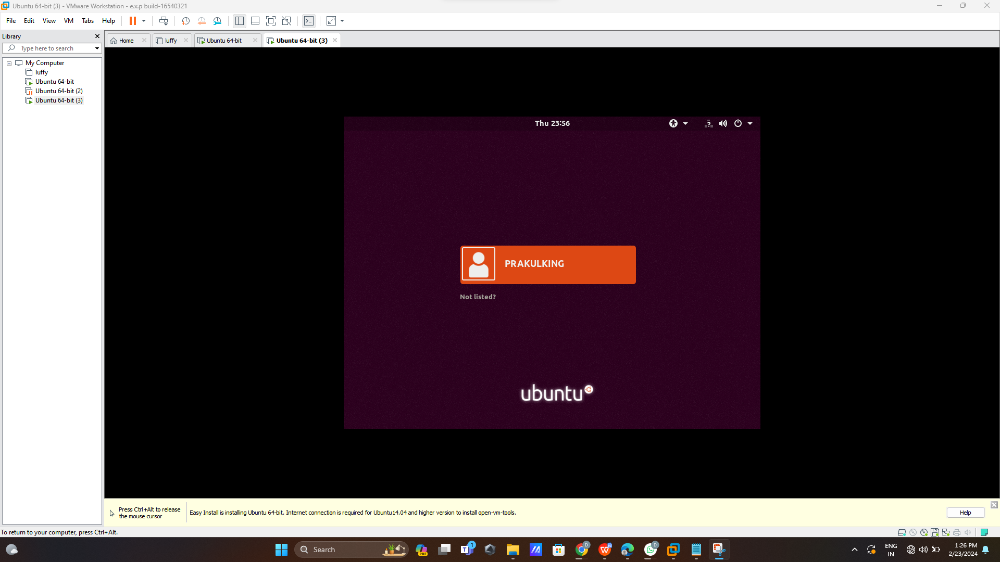 Ubuntu 64-bit (3) - VMware Workstation - e.x.p build-16540321
File Edit View VM Tabs Help
Library
Type here to search
My Computer
luffy
Ubuntu 64-bit
Ubuntu 64-bit (2)
Ubuntu 64-bit (3)
Home luffy Ubuntu 64-bit Ubuntu 64-bit (3)
Thu 23:56
PRAKULKING
Not listed?
ubuntu
Press Ctrl+Alt to release
the mouse cursor
Easy Install is installing Ubuntu 64-bit. Internet connection is required for Ubuntu14.04 and higher version to install open-vm-tools.
Help
To return to your computer, press Ctrl+Alt.
Search
PRE
1
D
D
ENG
IN
1:26 PM
2/23/2024